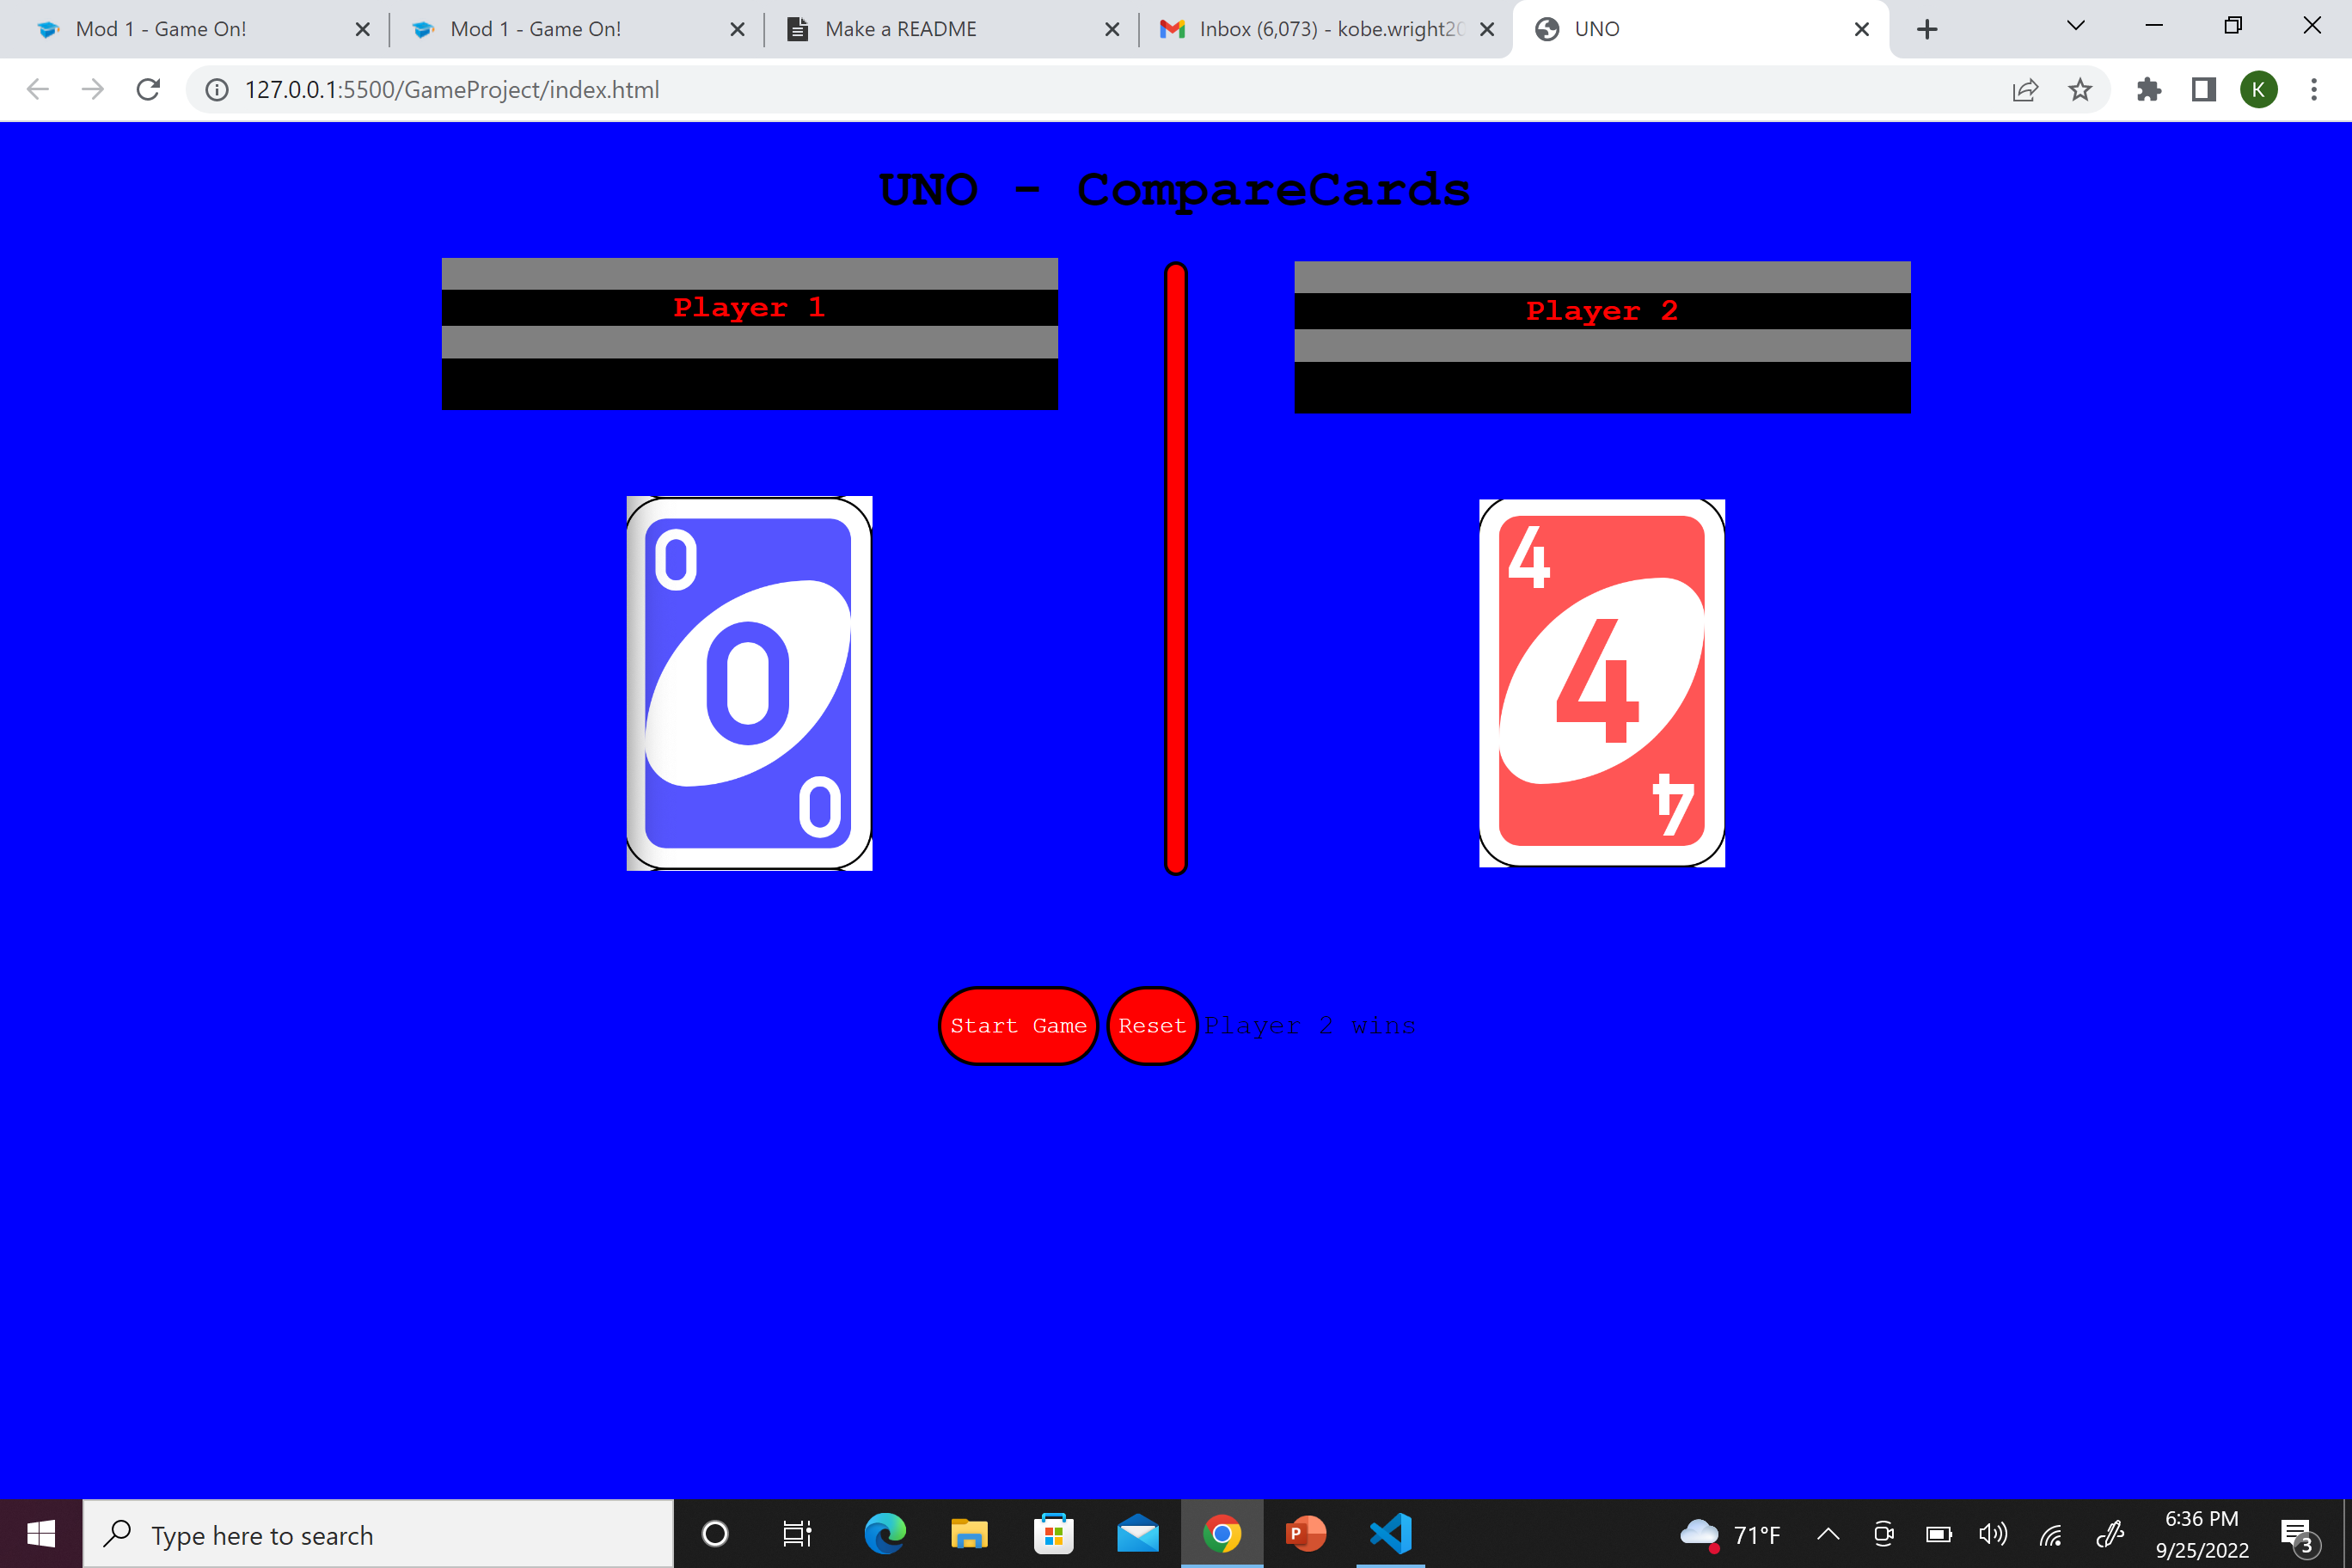 Mod 1 - Game On!
Mod 1 - Game On!
Make a README
Inbox (6,073) - kobe.wright20
UNO
127.0.0.1:5500/GameProject/index.html
K
UNO - CompareCards
Player 1
Player 2
0
0
0
4
4
4
Start Game
Reset
Player 2 wins
Type here to search
P
71°F
6:36 PM
9/25/2022
3